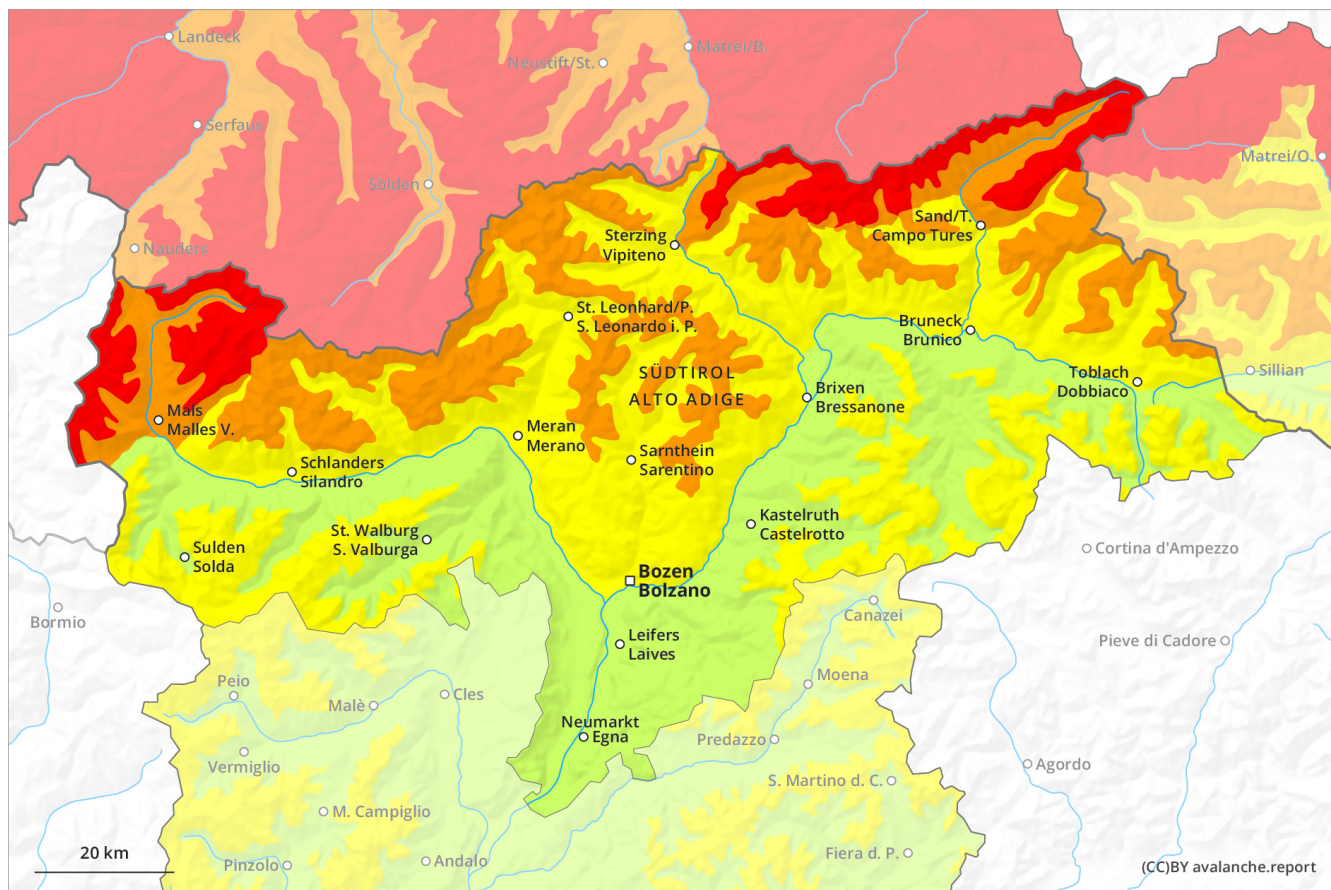 Landeck
Matrei/B.
Neustift/St.
Serfaus
Matrei/O.
Sölden
Nauders
Sand/T.
Campo Tures
Sterzing
Vipiteno
St. Leonhard/P.
S. Leonardo i. P.
Bruneck
Brunico
SÜDTIROL
ALTO ADIGE
Toblach
Dobbiaco
Sillian
Brixen
Bressanone
Mals
Malles V.
Meran
Merano
Schlanders
Silandro
Sarnthein
Sarentino
Kastelruth
Castelrotto
St. Walburg
S. Valburga
Sulden
Solda
Cortina d'Ampezzo
Bozen
Bolzano
Bormio
Canazei
Leifers
Laives
Pieve di Cadore
Moena
Peio
Malè
Cles
Neumarkt
Egna
Predazzo
Vermiglio
Agordo
S. Martino d. C.
M. Campiglio
20 km
Pinzolo
Andalo
Fiera d. P.
(CC)BY avalanche.report